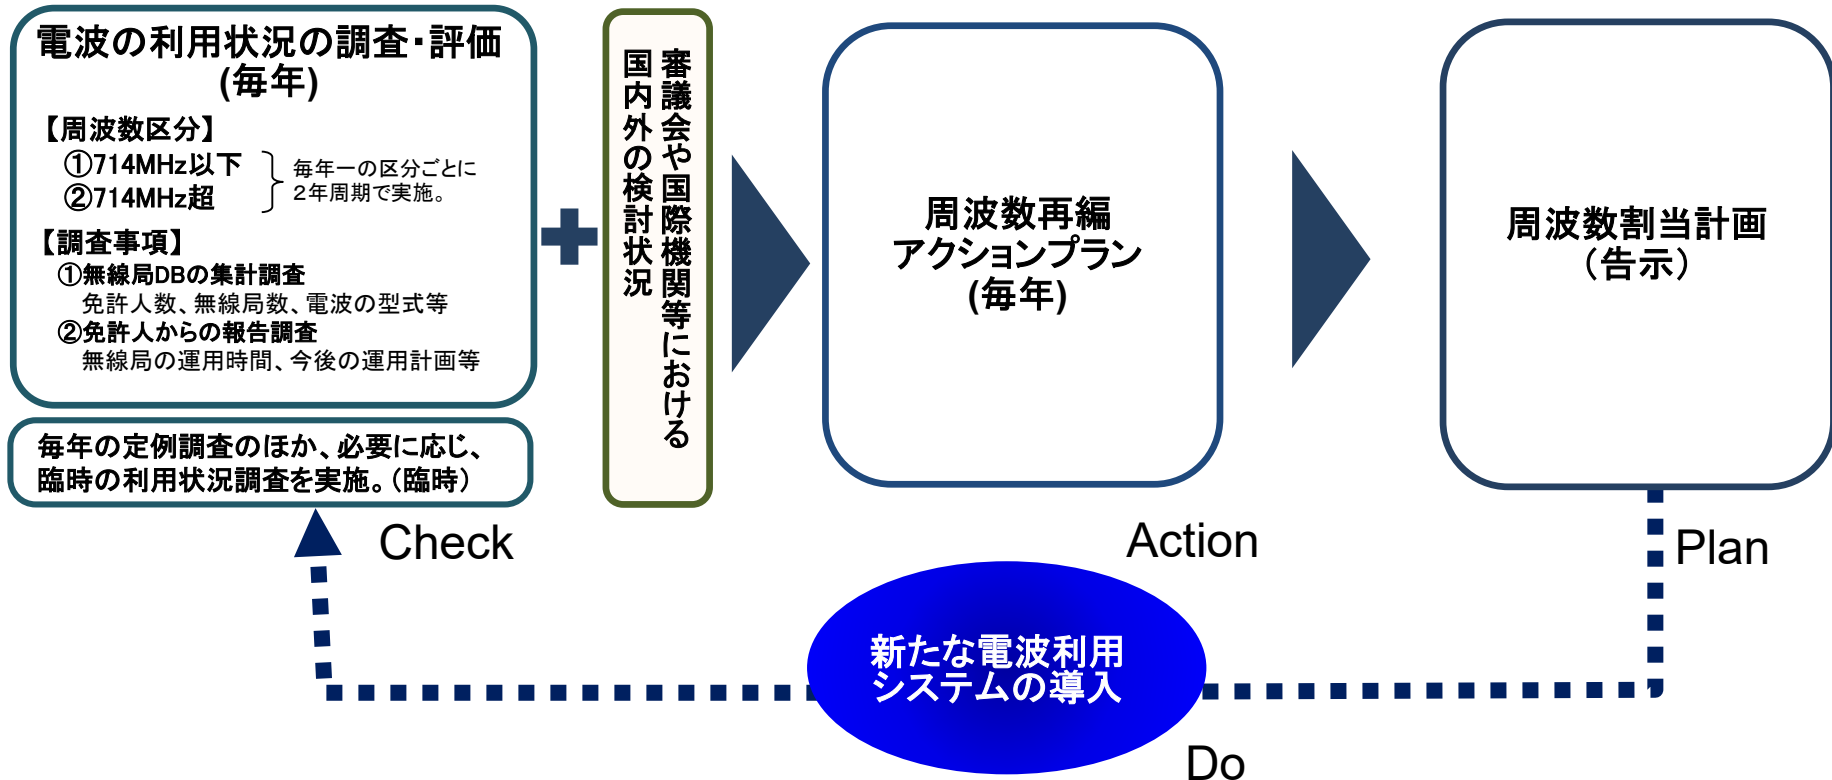 電波の利用状況の調査・評価
(毎年)
【周波数区分】
①714MHz以下
②714MHz超
毎年一の区分ごとに
2年周期で実施。
【調査事項】
①無線局DBの集計調査
免許人数、無線局数、電波の型式等
②免許人からの報告調査
無線局の運用時間、今後の運用計画等
毎年の定例調査のほか、必要に応じ、
臨時の利用状況調査を実施。(臨時)
審議会や国際機関等における
国内外の検討状況
周波数再編
アクションプラン
(毎年)
周波数割当計画
(告示)
Check
Action
Plan
新たな電波利用
システムの導入
Do